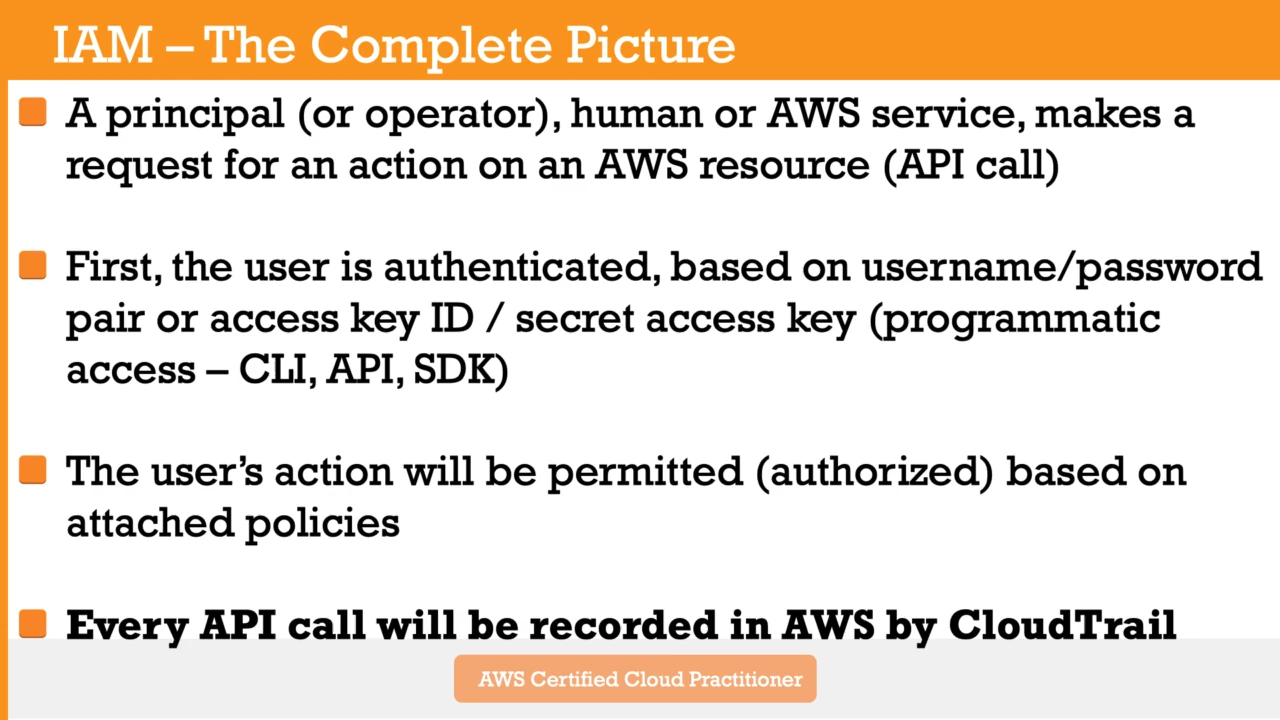 IAM – The Complete Picture
A principal (or operator), human or AWS service, makes a
request for an action on an AWS resource (API call)
First, the user is authenticated, based on username/password
pair or access key ID / secret access key (programmatic
access – CLI, API, SDK)
The user’s action will be permitted (authorized) based on
attached policies
Every API call will be recorded in AWS by CloudTrail
AWS Certified Cloud Practitioner